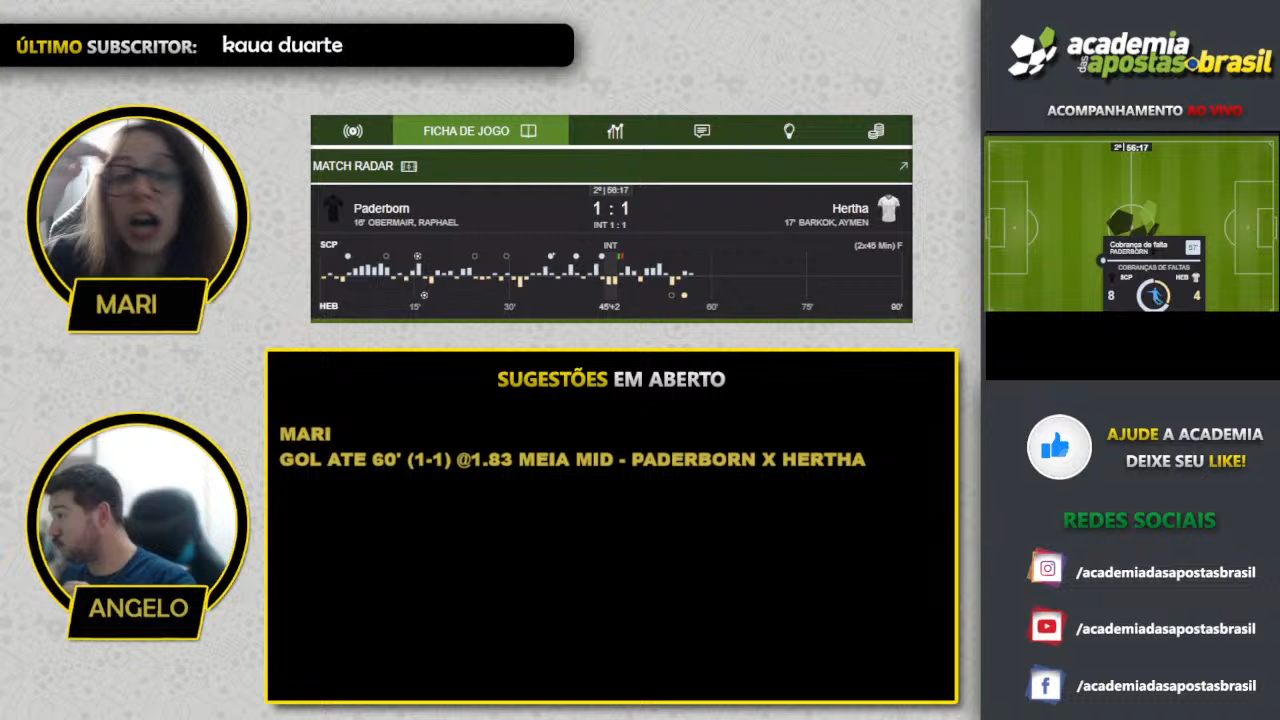 ÚLTIMO SUBSCRITOR: kaua duarte
MARI
FICHA DE JOGO
MATCH RADAR
2º | 56:17
Paderborn 1 : 1 Hertha
16' OBERMAIR, RAPHAEL INT 1 : 1 17' BARKOK, AYMEN
SCP INT (2x45 Min) F
HEB 15' 30' 45'+2 60' 75' 90'
SUGESTÕES EM ABERTO
MARI
GOL ATE 60' (1-1) @1.83 MEIA MID - PADERBORN X HERTHA
ANGELO
academia
das apostas brasil
ACOMPANHAMENTO AO VIVO
2º | 56:17
Cobrança de falta
PADERBORN
57'
COBRANÇAS DE FALTAS
SCP HEB
8 4
AJUDE A ACADEMIA
DEIXE SEU LIKE!
REDES SOCIAIS
/academiadasapostasbrasil
/academiadasapostasbrasil
/academiadasapostasbrasil